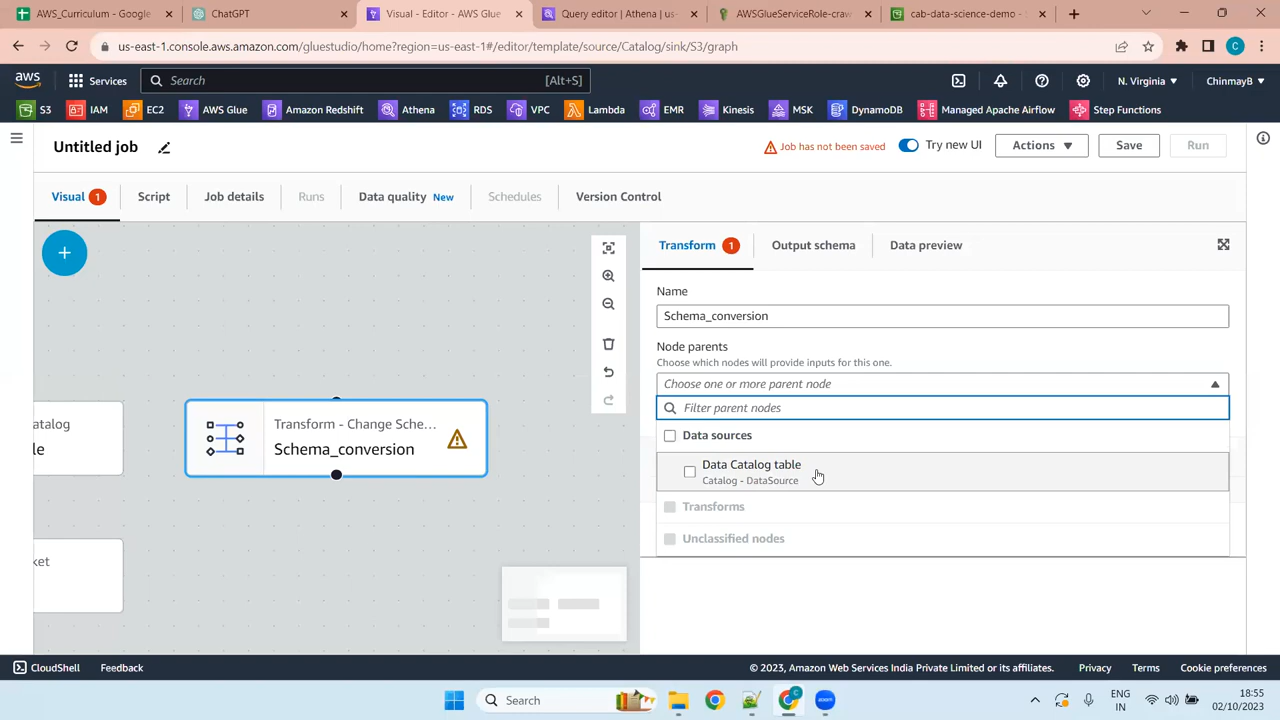 AWS_Curriculum - Google
ChatGPT
Visual - Editor - AWS Glue
Query editor | Athena | us-east
AWSGlueServiceRole-craw
cab-data-science-demo -
us-east-1.console.aws.amazon.com/gluestudio/home?region=us-east-1#/editor/template/source/Catalog/sink/S3/graph
C
aws
Services
Search
[Alt+S]
N. Virginia ▼
ChinmayB ▼
S3
IAM
EC2
AWS Glue
Amazon Redshift
Athena
RDS
VPC
Lambda
EMR
Kinesis
MSK
DynamoDB
Managed Apache Airflow
Step Functions
Untitled job
Job has not been saved
Try new UI
Actions ▼
Save
Run
Visual 1
Script
Job details
Runs
Data quality New
Schedules
Version Control
Transform 1
Output schema
Data preview
Name
Schema_conversion
Node parents
Choose which nodes will provide inputs for this one.
Choose one or more parent node
Filter parent nodes
Data sources
Data Catalog table
Catalog - DataSource
Transforms
Unclassified nodes
atalog
le
Transform - Change Sche...
Schema_conversion
ket
CloudShell
Feedback
© 2023, Amazon Web Services India Private Limited or its affiliates.
Privacy
Terms
Cookie preferences
Search
C
zoom
ENG
IN
18:55
02/10/2023